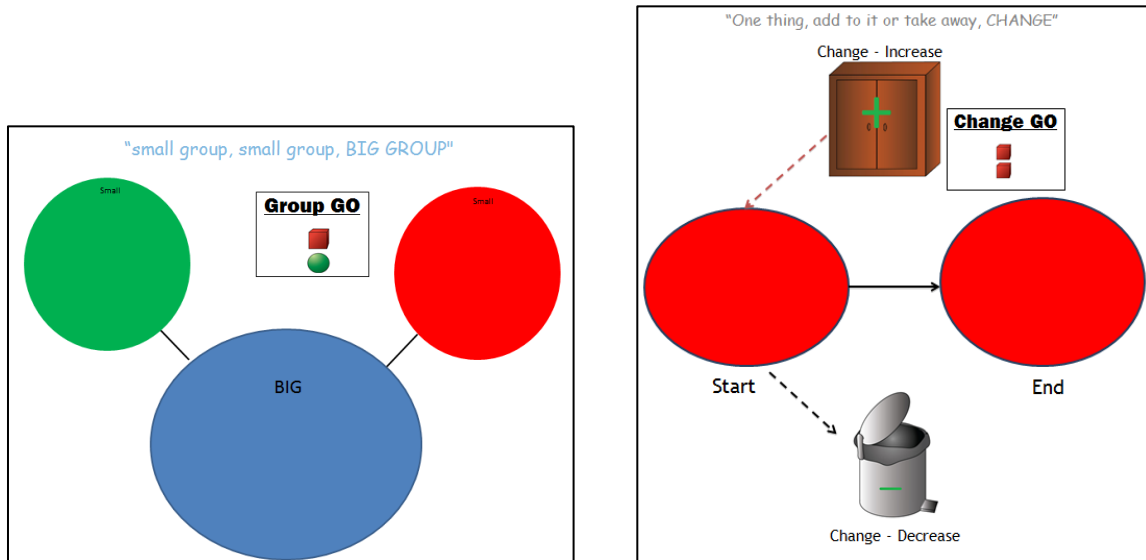 "small group, small group, BIG GROUP"
Small
Group GO
Small
BIG
"One thing, add to it or take away, CHANGE"
Change - Increase
Change GO
Start
End
Change - Decrease